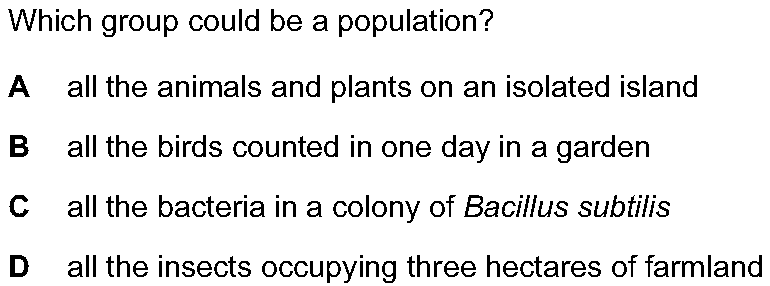 Which group could be a population?
A all the animals and plants on an isolated island
B all the birds counted in one day in a garden
C all the bacteria in a colony of Bacillus subtilis
D all the insects occupying three hectares of farmland